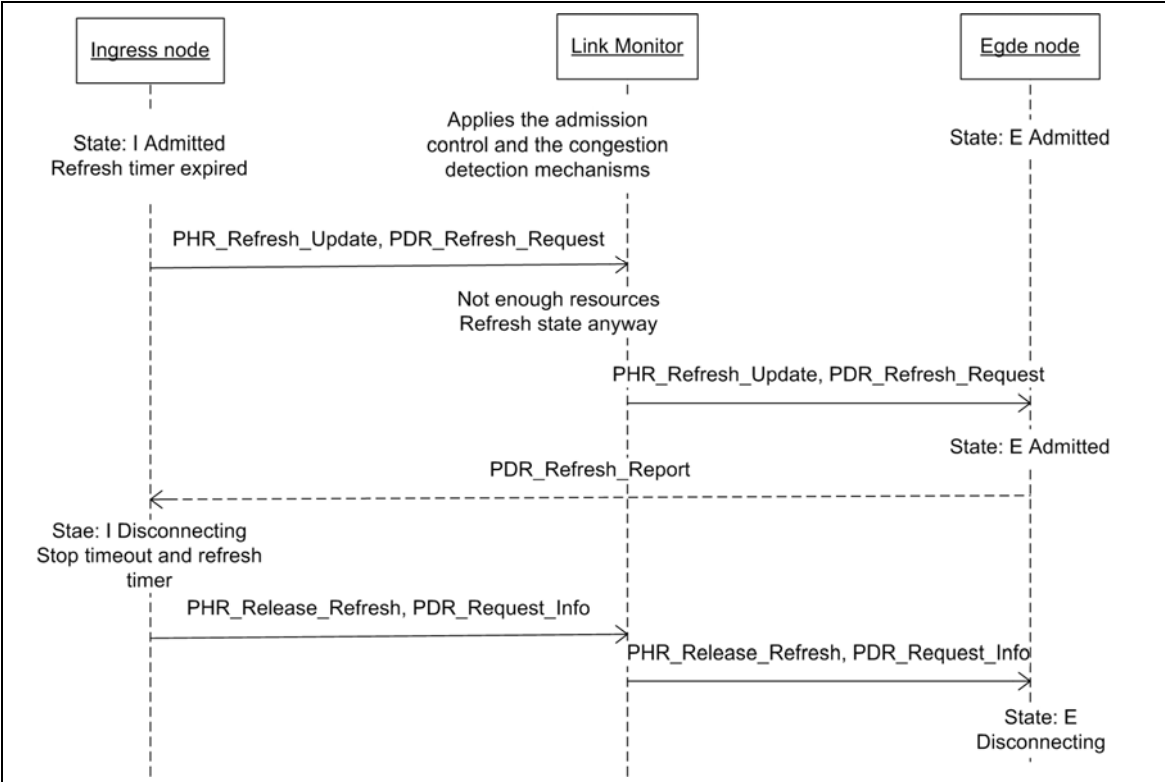 Ingress node
Link Monitor
Egde node
State: I Admitted
Refresh timer expired
Applies the admission
control and the congestion
detection mechanisms
State: E Admitted
PHR_Refresh_Update, PDR_Refresh_Request
Not enough resources
Refresh state anyway
PHR_Refresh_Update, PDR_Refresh_Request
State: E Admitted
PDR_Refresh_Report
Stae: I Disconnecting
Stop timeout and refresh
timer
PHR_Release_Refresh, PDR_Request_Info
PHR_Release_Refresh, PDR_Request_Info
State: E
Disconnecting